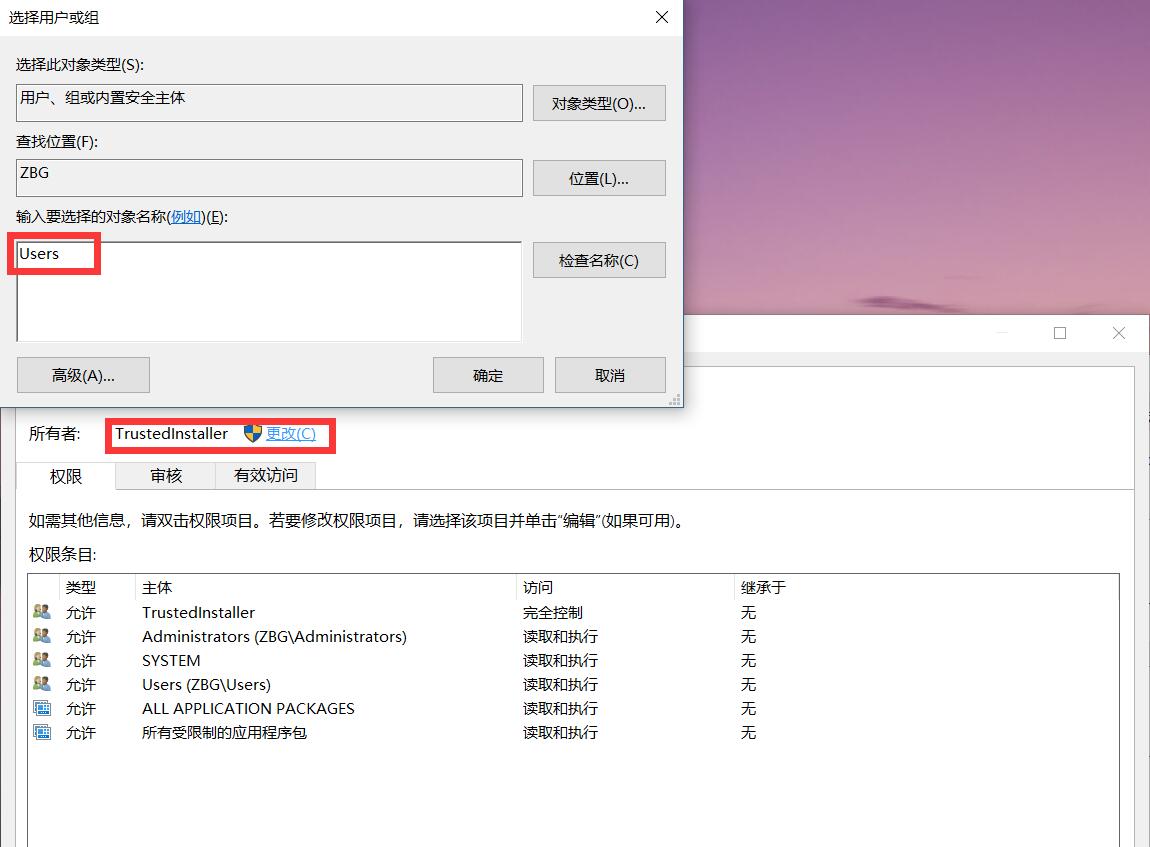 选择用户或组
选择此对象类型(S):
用户、组或内置安全主体
对象类型(O)...
查找位置(F):
ZBG
位置(L)...
输入要选择的对象名称(例如)(E):
Users
检查名称(C)
高级(A)...
确定
取消
所有者:
TrustedInstaller
更改(C)
权限
审核
有效访问
如需其他信息，请双击权限项目。若要修改权限项目，请选择该项目并单击“编辑”(如果可用)。
权限条目:
类型 主体 访问 继承于
允许 TrustedInstaller 完全控制 无
允许 Administrators (ZBG\Administrators) 读取和执行 无
允许 SYSTEM 读取和执行 无
允许 Users (ZBG\Users) 读取和执行 无
允许 ALL APPLICATION PACKAGES 读取和执行 无
允许 所有受限制的应用程序包 读取和执行 无